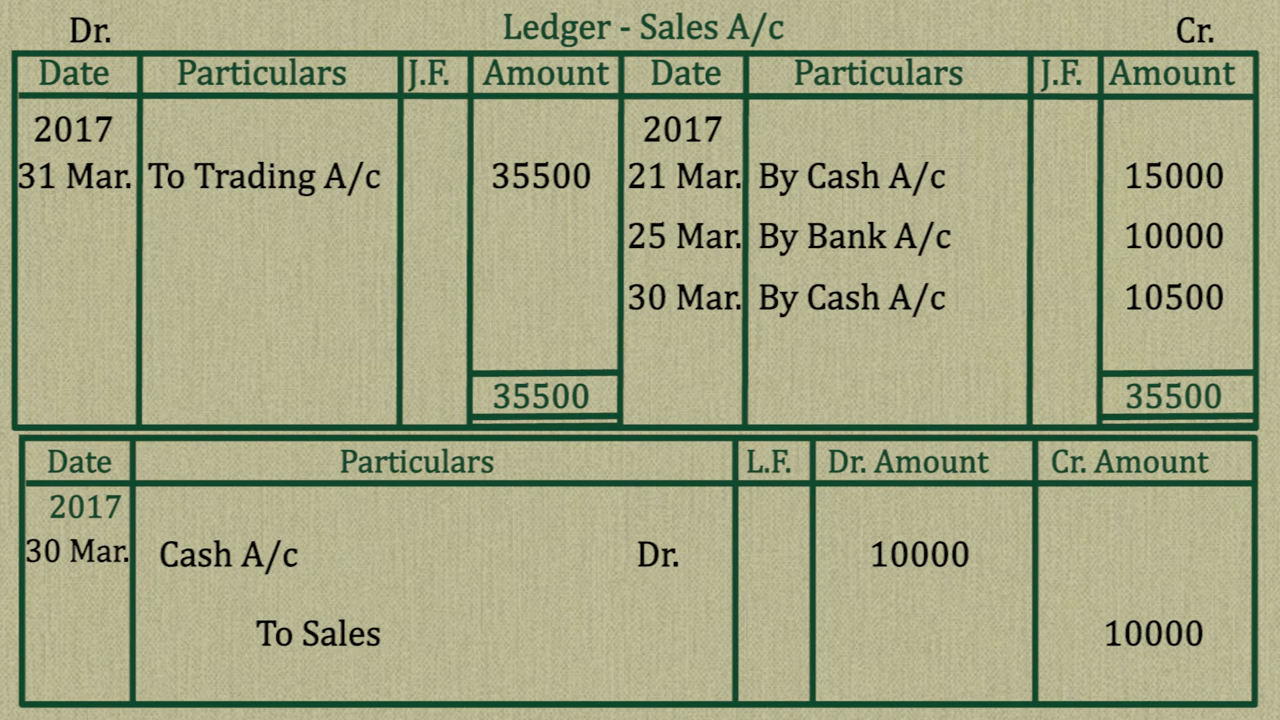 Dr. Ledger - Sales A/c Cr.
Date Particulars J.F. Amount Date Particulars J.F. Amount
2017 2017
31 Mar. To Trading A/c 35500 21 Mar. By Cash A/c 15000
25 Mar. By Bank A/c 10000
30 Mar. By Cash A/c 10500
35500 35500
Date Particulars L.F. Dr. Amount Cr. Amount
2017
30 Mar. Cash A/c Dr. 10000
To Sales 10000